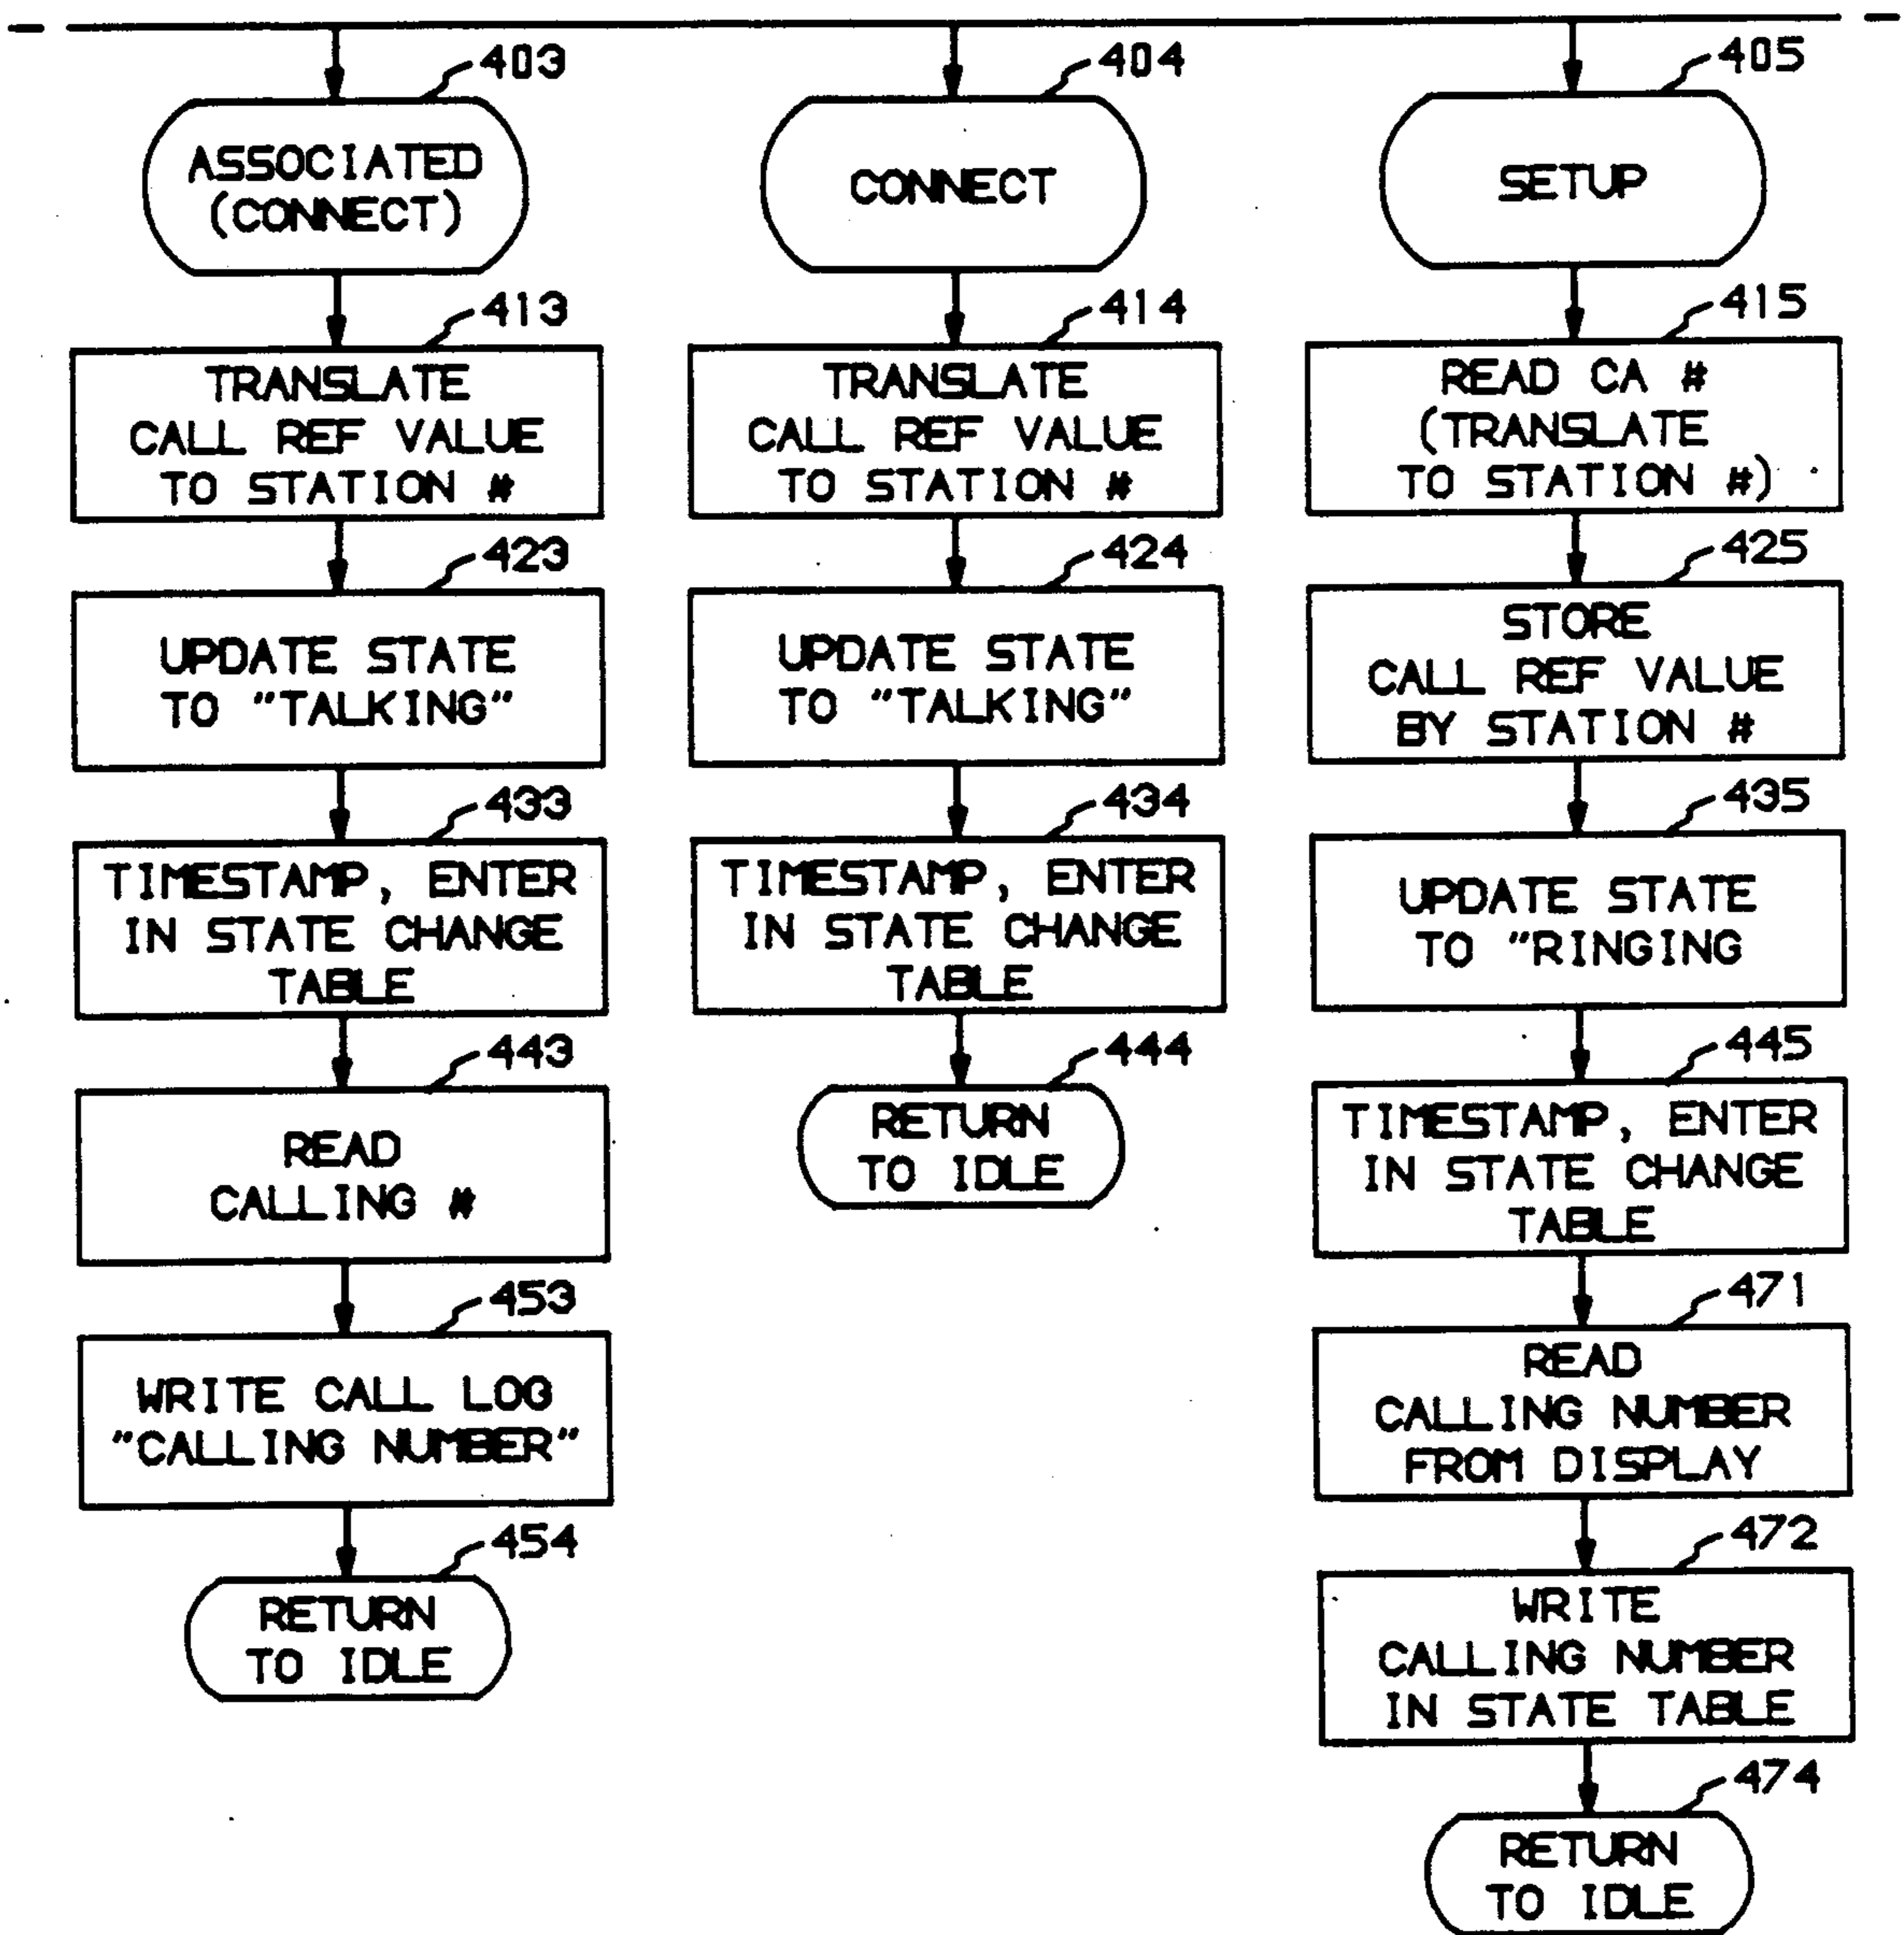 403
ASSOCIATED
(CONNECT)
413
TRANSLATE
CALL REF VALUE
TO STATION #
423
UPDATE STATE
TO "TALKING"
433
TIMESTAMP, ENTER
IN STATE CHANGE
TABLE
443
READ
CALLING #
453
WRITE CALL LOG
"CALLING NUMBER"
454
RETURN
TO IDLE
404
CONNECT
414
TRANSLATE
CALL REF VALUE
TO STATION #
424
UPDATE STATE
TO "TALKING"
434
TIMESTAMP, ENTER
IN STATE CHANGE
TABLE
444
RETURN
TO IDLE
405
SETUP
415
READ CA #
(TRANSLATE
TO STATION #)
425
STORE
CALL REF VALUE
BY STATION #
435
UPDATE STATE
TO "RINGING
445
TIMESTAMP, ENTER
IN STATE CHANGE
TABLE
471
READ
CALLING NUMBER
FROM DISPLAY
472
WRITE
CALLING NUMBER
IN STATE TABLE
474
RETURN
TO IDLE